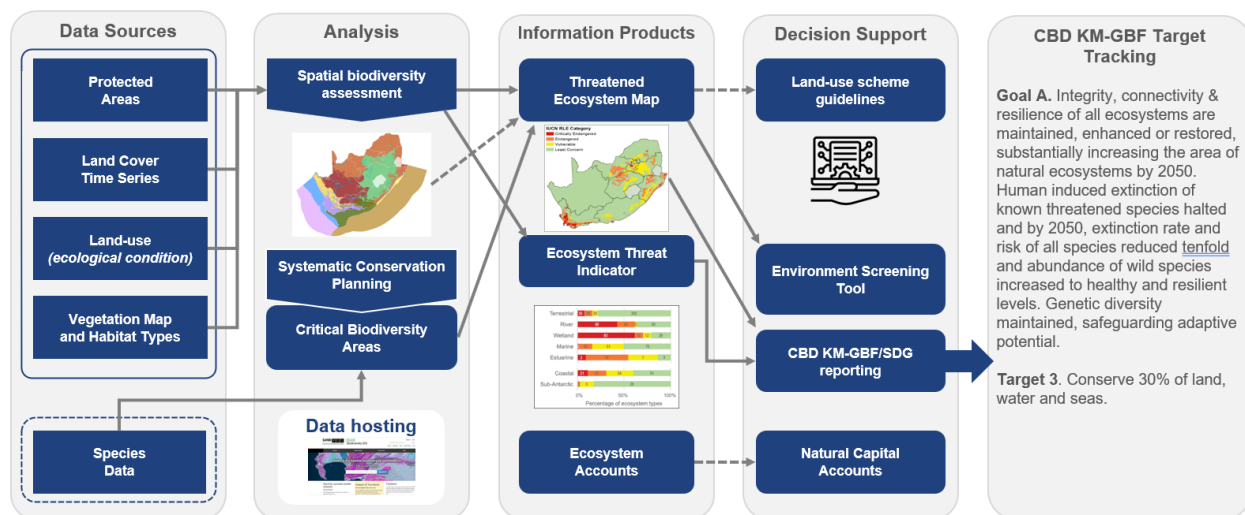 Data Sources
Protected
Areas
Land Cover
Time Series
Land-use
(ecological condition)
Vegetation Map
and Habitat Types
Species
Data
Analysis
Spatial biodiversity
assessment
Systematic Conservation
Planning
Critical Biodiversity
Areas
Data hosting
Information Products
Threatened
Ecosystem Map
IUCN RLE Category
Critically Endangered
Endangered
Vulnerable
Least Concern
Ecosystem Threat
Indicator
Terrestrial
River
Wetland
Marine
Estuarine
Coastal
Sub-Antarctic
0% 50% 100%
Percentage of ecosystem types
Ecosystem
Accounts
Decision Support
Land-use scheme
guidelines
Environment Screening
Tool
CBD KM-GBF/SDG
reporting
Natural Capital
Accounts
CBD KM-GBF Target
Tracking
Goal A. Integrity, connectivity &
resilience of all ecosystems are
maintained, enhanced or restored,
substantially increasing the area of
natural ecosystems by 2050.
Human induced extinction of
known threatened species halted
and by 2050, extinction rate and
risk of all species reduced tenfold
and abundance of wild species
increased to healthy and resilient
levels. Genetic diversity
maintained, safeguarding adaptive
potential.
Target 3. Conserve 30% of land,
water and seas.